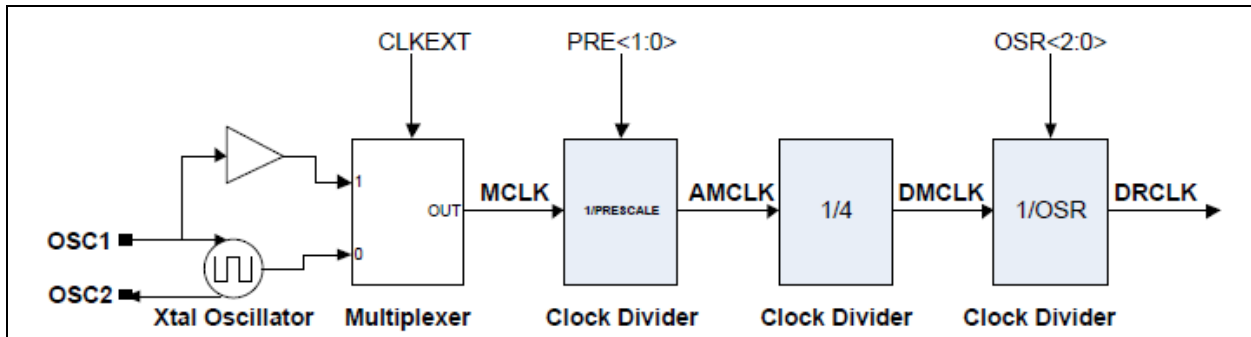 CLKEXT
PRE<1:0>
OSR<2:0>
1
OUT
0
MCLK
1/PRESCALE
AMCLK
1/4
DMCLK
1/OSR
DRCLK
OSC1
OSC2
Xtal Oscillator
Multiplexer
Clock Divider
Clock Divider
Clock Divider